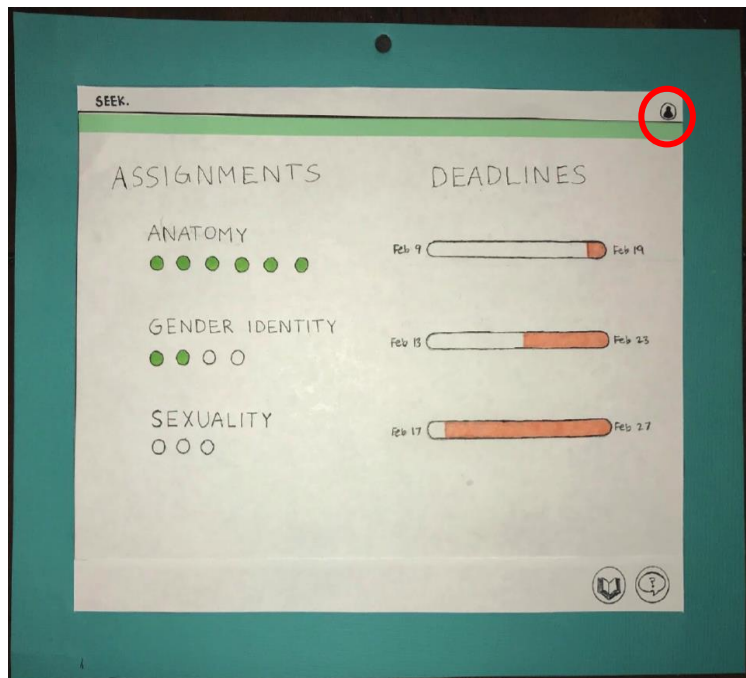 SEEK.
ASSIGNMENTS
DEADLINES
ANATOMY
Feb 9
Feb 19
GENDER IDENTITY
Feb 13
Feb 23
SEXUALITY
Feb 17
Feb 27
?